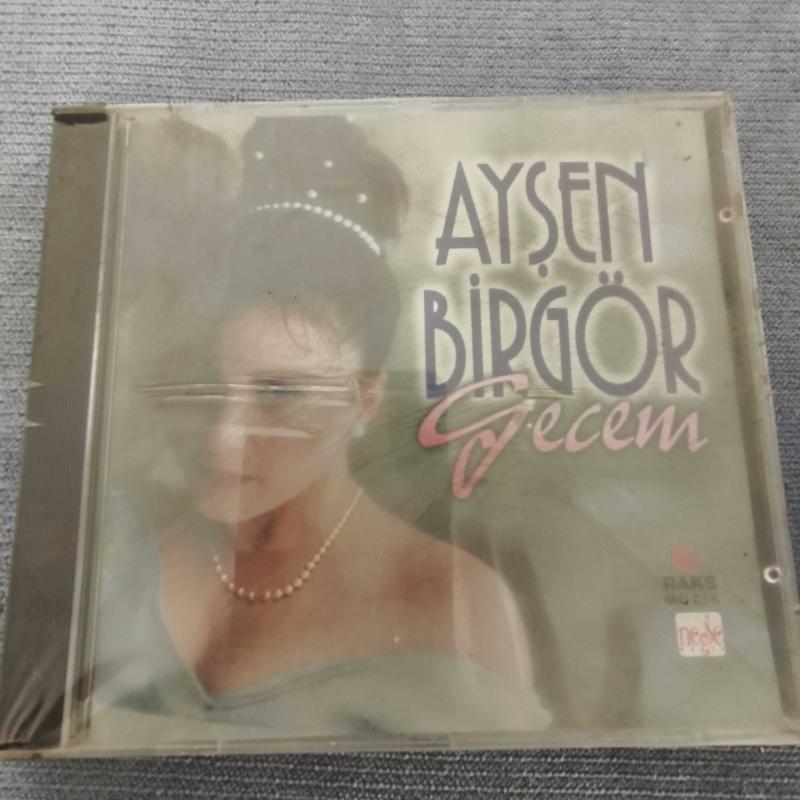 AYŞEN
BİRGÖR
Gecem
RAKS
MÜZİK
neşe